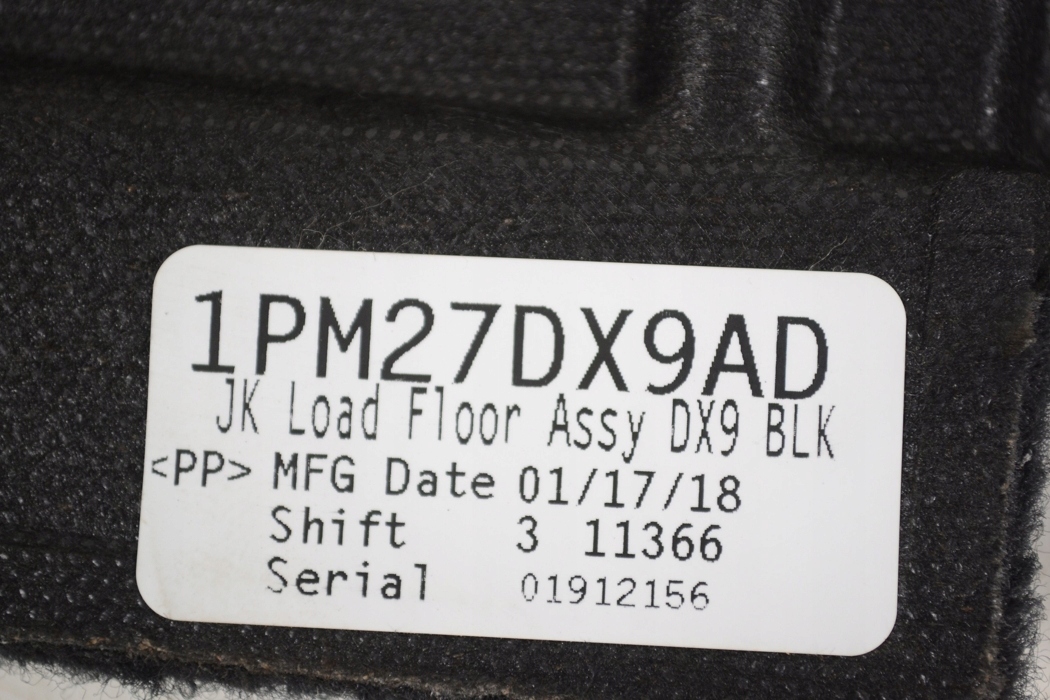 1PM27DX9AD
JK Load Floor Assy DX9 BLK
<PP> MFG Date 01/17/18
Shift 3 11366
Serial 01912156